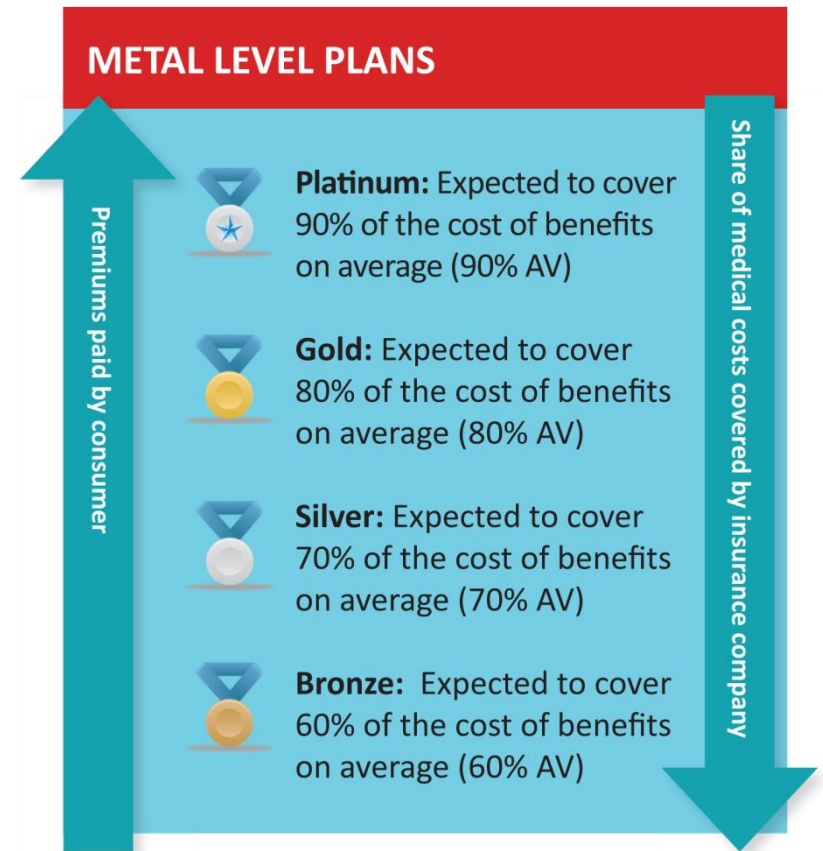 METAL LEVEL PLANS
Premiums paid by consumer
Platinum: Expected to cover
90% of the cost of benefits
on average (90% AV)
Gold: Expected to cover
80% of the cost of benefits
on average (80% AV)
Silver: Expected to cover
70% of the cost of benefits
on average (70% AV)
Bronze: Expected to cover
60% of the cost of benefits
on average (60% AV)
Share of medical costs covered by insurance company